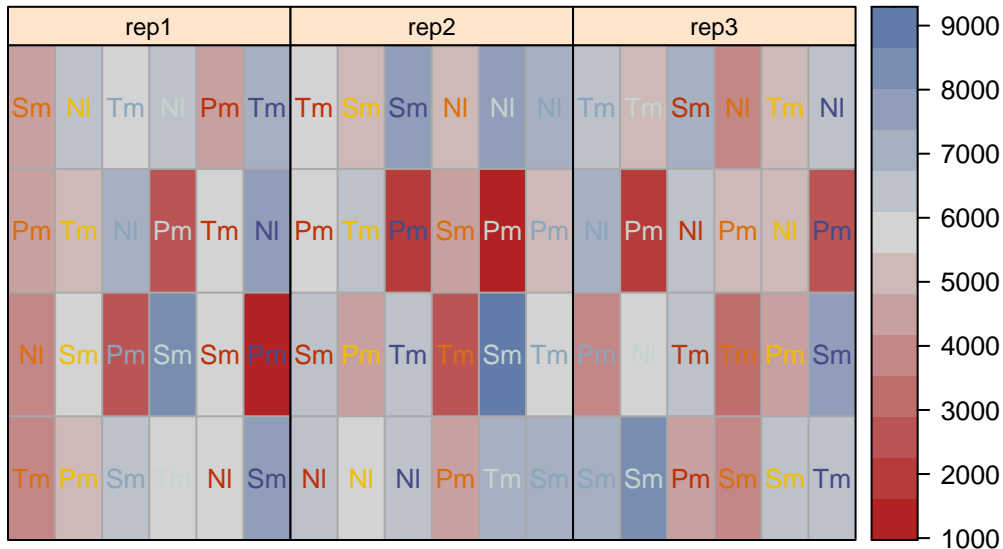 rep1 rep2 rep3
Sm Nl Tm Nl Pm Tm Tm Sm Sm Nl Nl Nl Tm Tm Sm Nl Tm Nl
Pm Tm Nl Pm Tm Nl Pm Tm Pm Sm Pm Pm Nl Pm Nl Pm Nl Pm
Nl Sm Pm Sm Sm Pm Sm Pm Tm Tm Sm Tm Pm Nl Tm Tm Pm Sm
Tm Pm Sm Tm Nl Sm Nl Nl Nl Pm Tm Sm Sm Sm Pm Sm Sm Tm
9000
8000
7000
6000
5000
4000
3000
2000
1000